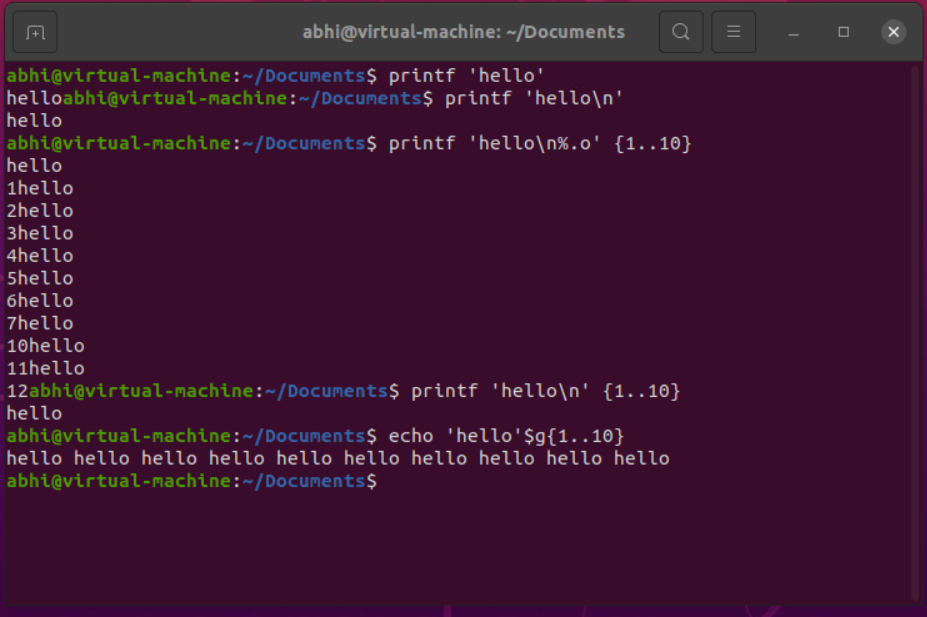 abhi@virtual-machine: ~/Documents
abhi@virtual-machine:~/Documents$ printf 'hello'
helloabhi@virtual-machine:~/Documents$ printf 'hello\n'
hello
abhi@virtual-machine:~/Documents$ printf 'hello\n%.o' {1..10}
hello
1hello
2hello
3hello
4hello
5hello
6hello
7hello
10hello
11hello
12abhi@virtual-machine:~/Documents$ printf 'hello\n' {1..10}
hello
abhi@virtual-machine:~/Documents$ echo 'hello'$g{1..10}
hello hello hello hello hello hello hello hello hello hello
abhi@virtual-machine:~/Documents$